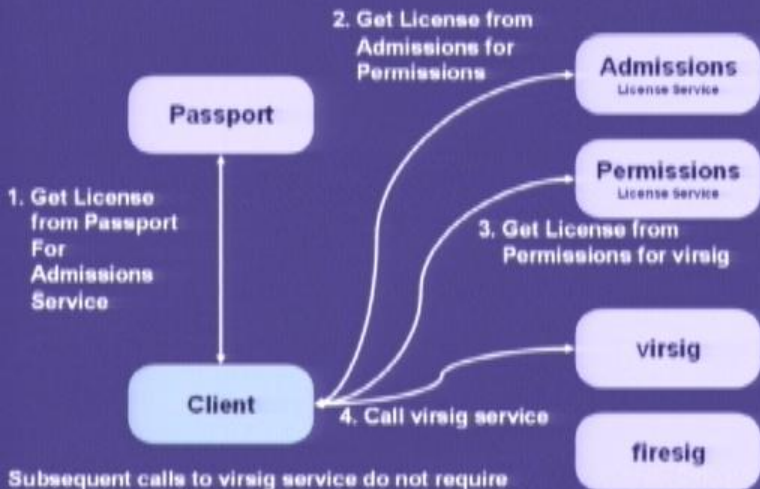 2. Get License from
Admissions for
Permissions
Admissions
License Service
Passport
Permissions
License Service
1. Get License
from Passport
For
Admissions
Service
3. Get License from
Permissions for virsig
virsig
Client
4. Call virsig service
firesig
Subsequent calls to virsig service do not require